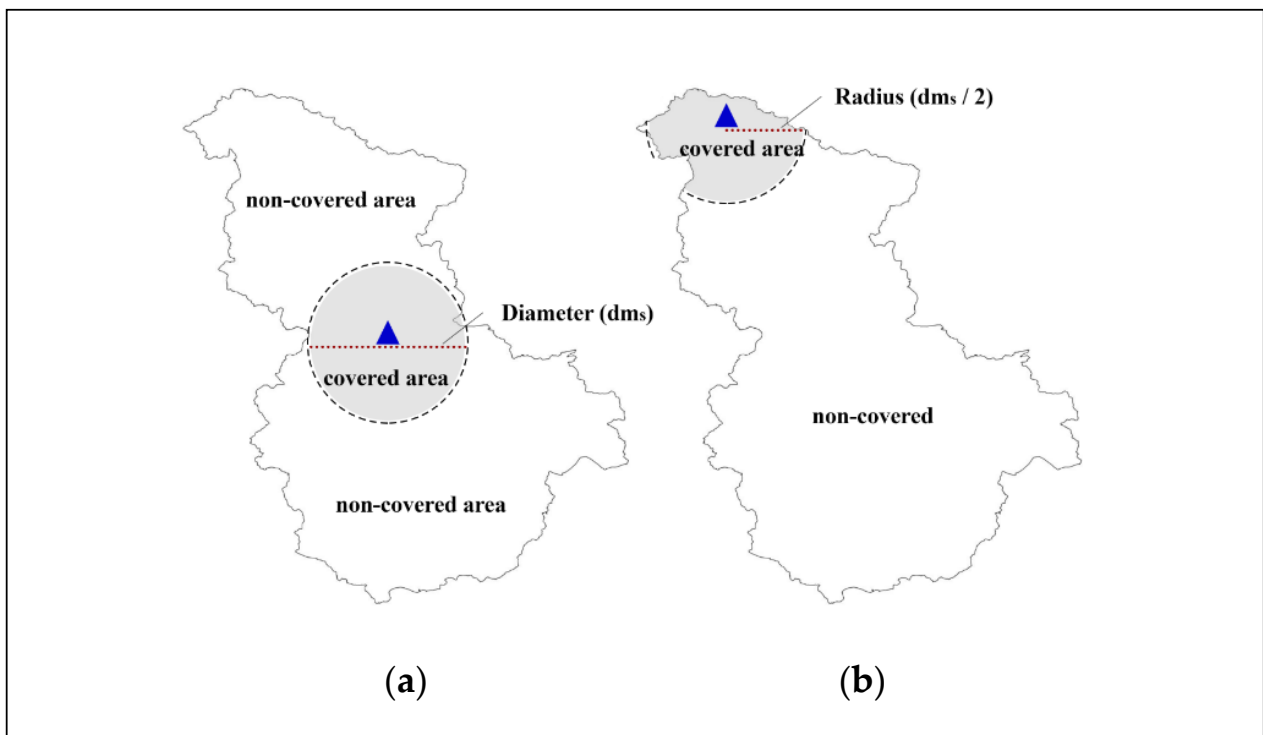 non-covered area
Diameter (dms)
covered area
non-covered area
(a)
Radius (dms / 2)
covered area
non-covered
(b)